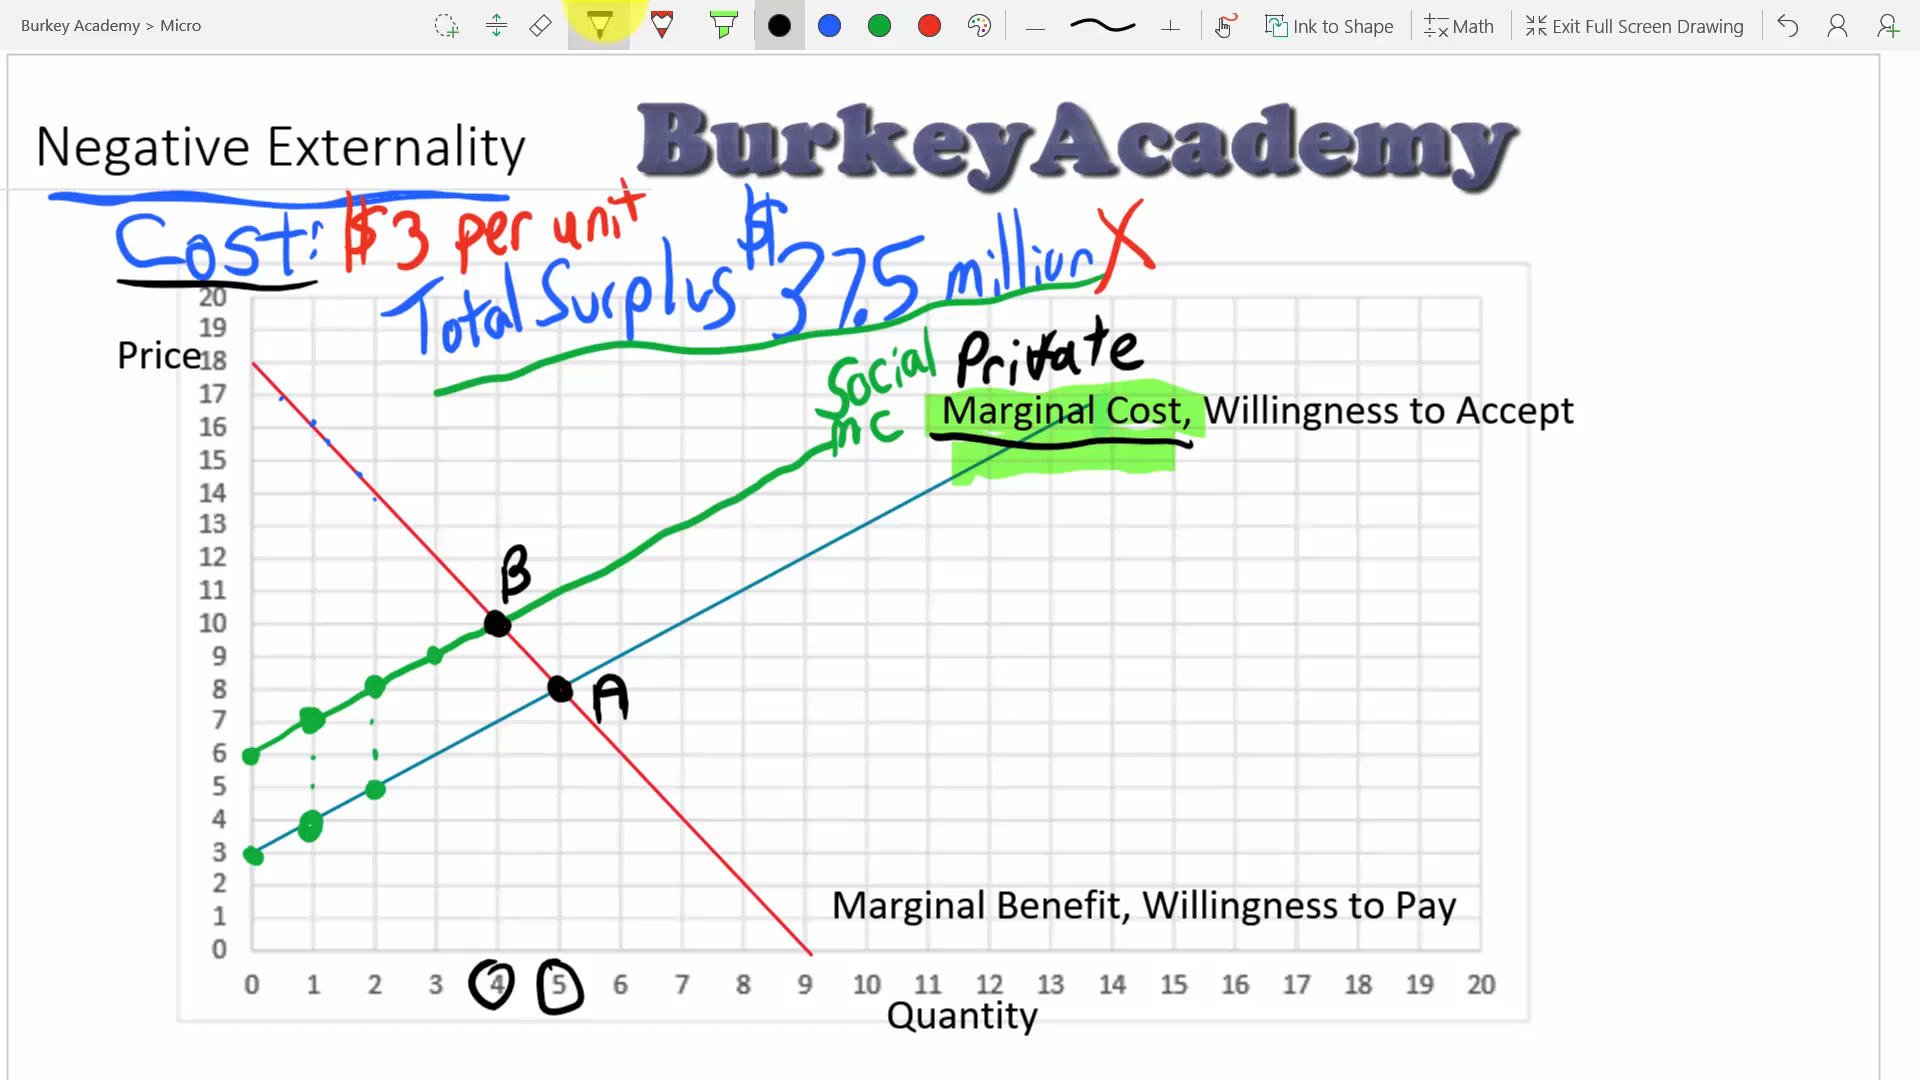 Burkey Academy > Micro
Ink to Shape
Math
Exit Full Screen Drawing
Negative Externality
BurkeyAcademy
Cost: $3 per unit
Total Surplus $37.5 million X
Price
Social MC
Private
Marginal Cost, Willingness to Accept
B
A
Marginal Benefit, Willingness to Pay
20
19
18
17
16
15
14
13
12
11
10
9
8
7
6
5
4
3
2
1
0
0 1 2 3 4 5 6 7 8 9 10 11 12 13 14 15 16 17 18 19 20
Quantity